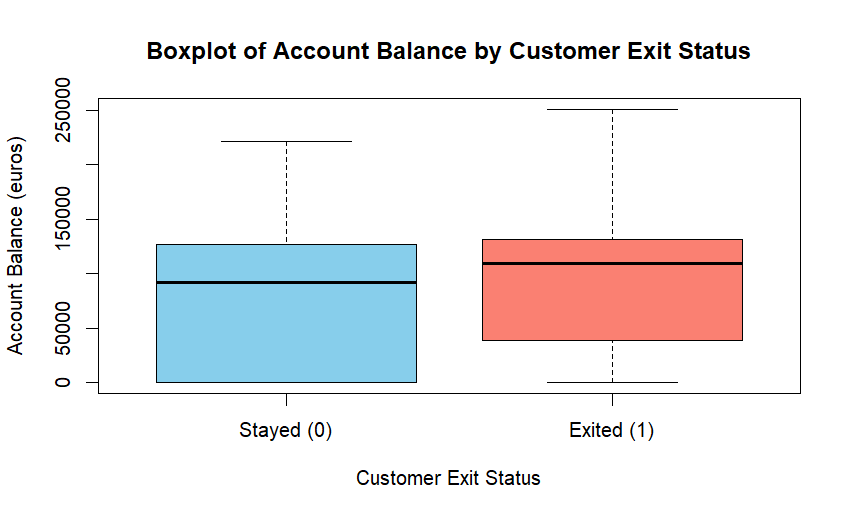 Boxplot of Account Balance by Customer Exit Status
Account Balance (euros)
250000
150000
50000
0
Stayed (0)
Exited (1)
Customer Exit Status